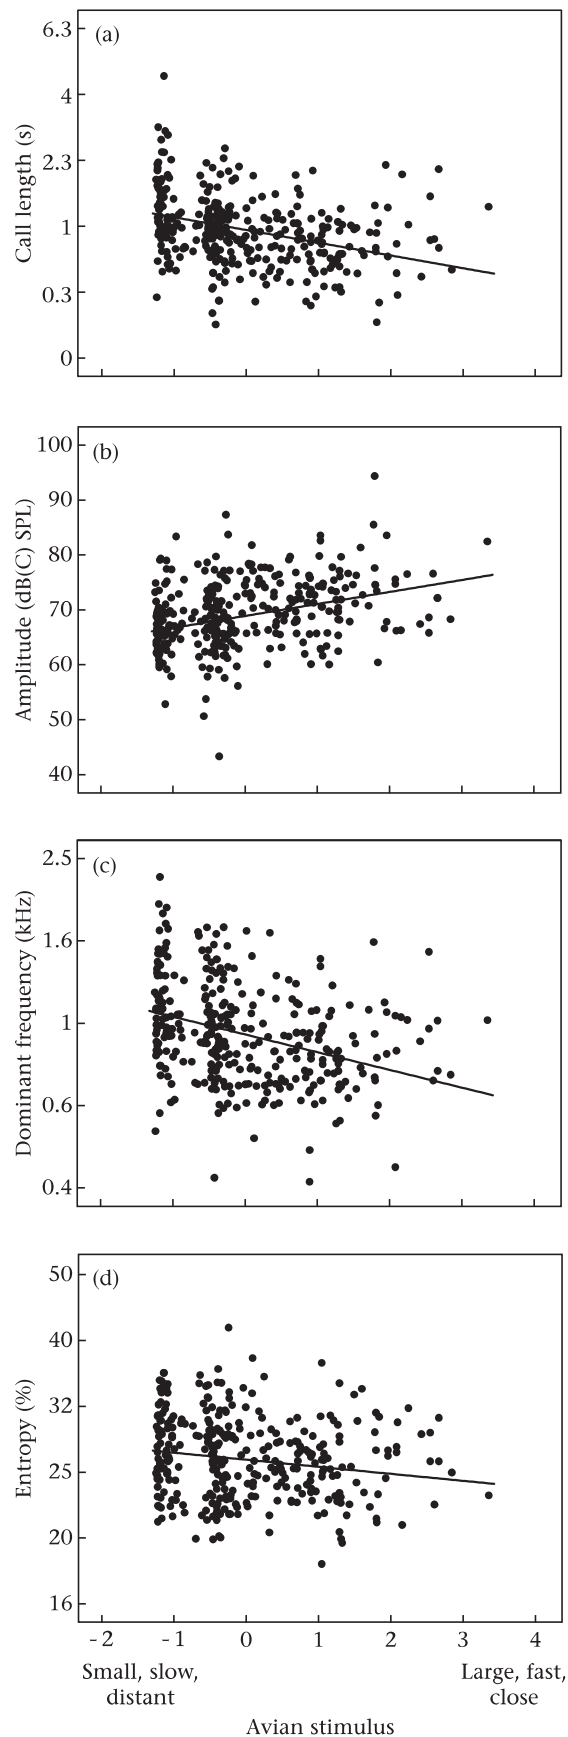 (a)
6.3
4
2.3
1
0.3
0
Call length (s)
(b)
100
90
80
70
60
50
40
Amplitude (dB(C) SPL)
(c)
2.5
1.6
1
0.6
0.4
Dominant frequency (kHz)
(d)
50
40
32
25
20
16
Entropy (%)
-2 -1 0 1 2 3 4
Small, slow, Large, fast,
distant close
Avian stimulus